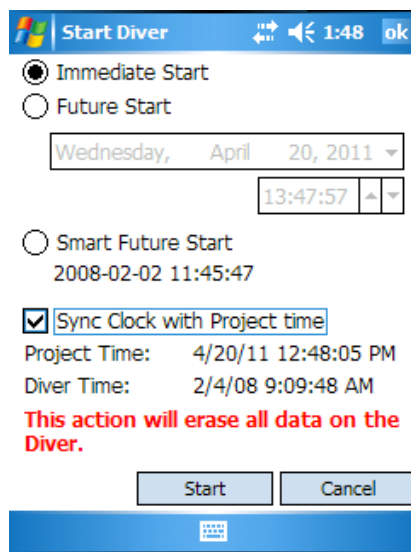 Start Diver 1:48 ok
Immediate Start
Future Start
Wednesday, April 20, 2011
13:47:57
Smart Future Start
2008-02-02 11:45:47
Sync Clock with Project time
Project Time: 4/20/11 12:48:05 PM
Diver Time: 2/4/08 9:09:48 AM
This action will erase all data on the
Diver.
Start Cancel